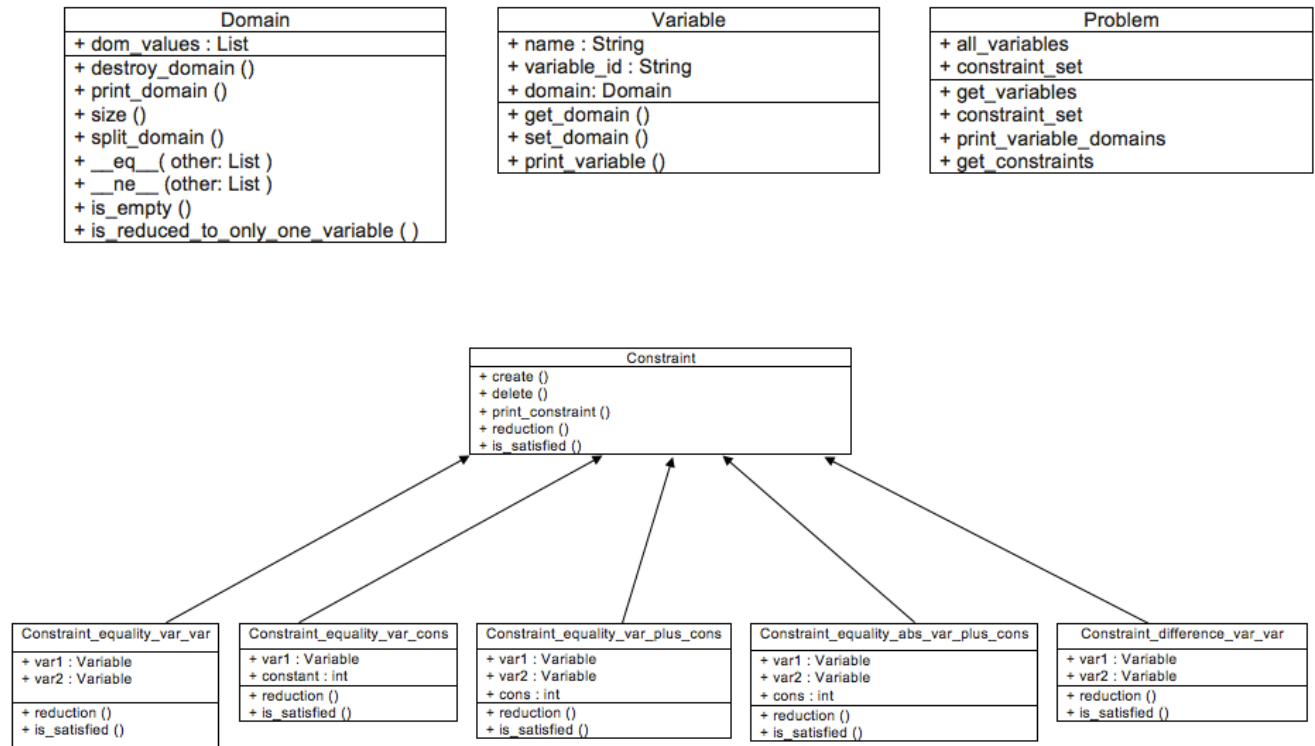 Domain
+ dom_values : List
+ destroy_domain ()
+ print_domain ()
+ size ()
+ split_domain ()
+ __eq__( other: List )
+ __ne__ (other: List )
+ is_empty ()
+ is_reduced_to_only_one_variable ( )
Variable
+ name : String
+ variable_id : String
+ domain: Domain
+ get_domain ()
+ set_domain ()
+ print_variable ()
Problem
+ all_variables
+ constraint_set
+ get_variables
+ constraint_set
+ print_variable_domains
+ get_constraints
Constraint
+ create ()
+ delete ()
+ print_constraint ()
+ reduction ()
+ is_satisfied ()
Constraint_equality_var_var
+ var1 : Variable
+ var2 : Variable
+ reduction ()
+ is_satisfied ()
Constraint_equality_var_cons
+ var1 : Variable
+ constant : int
+ reduction ()
+ is_satisfied ()
Constraint_equality_var_plus_cons
+ var1 : Variable
+ var2 : Variable
+ cons : int
+ reduction ()
+ is_satisfied ()
Constraint_equality_abs_var_plus_cons
+ var1 : Variable
+ var2 : Variable
+ cons : int
+ reduction ()
+ is_satisfied ()
Constraint_difference_var_var
+ var1 : Variable
+ var2 : Variable
+ reduction ()
+ is_satisfied ()